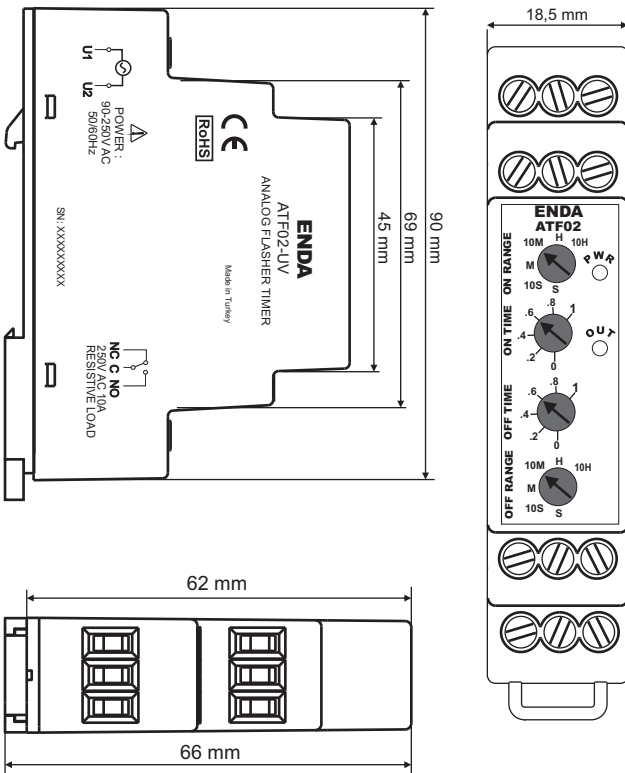 U1 U2
POWER :
90-250V AC
50/60Hz
SN: XXXXXXXXX
CE
RoHS
ENDA
ATF02-UV
ANALOG FLASHER TIMER
Made in Turkey
NC C NO
250V AC 10A
RESISTIVE LOAD
45 mm
69 mm
90 mm
18,5 mm
ENDA
ATF02
ON RANGE
10S M 10M H 10H S
PWR
ON TIME
0 .2 .4 .6 .8 1
OUT
OFF TIME
0 .2 .4 .6 .8 1
OFF RANGE
10S M 10M H 10H S
62 mm
66 mm